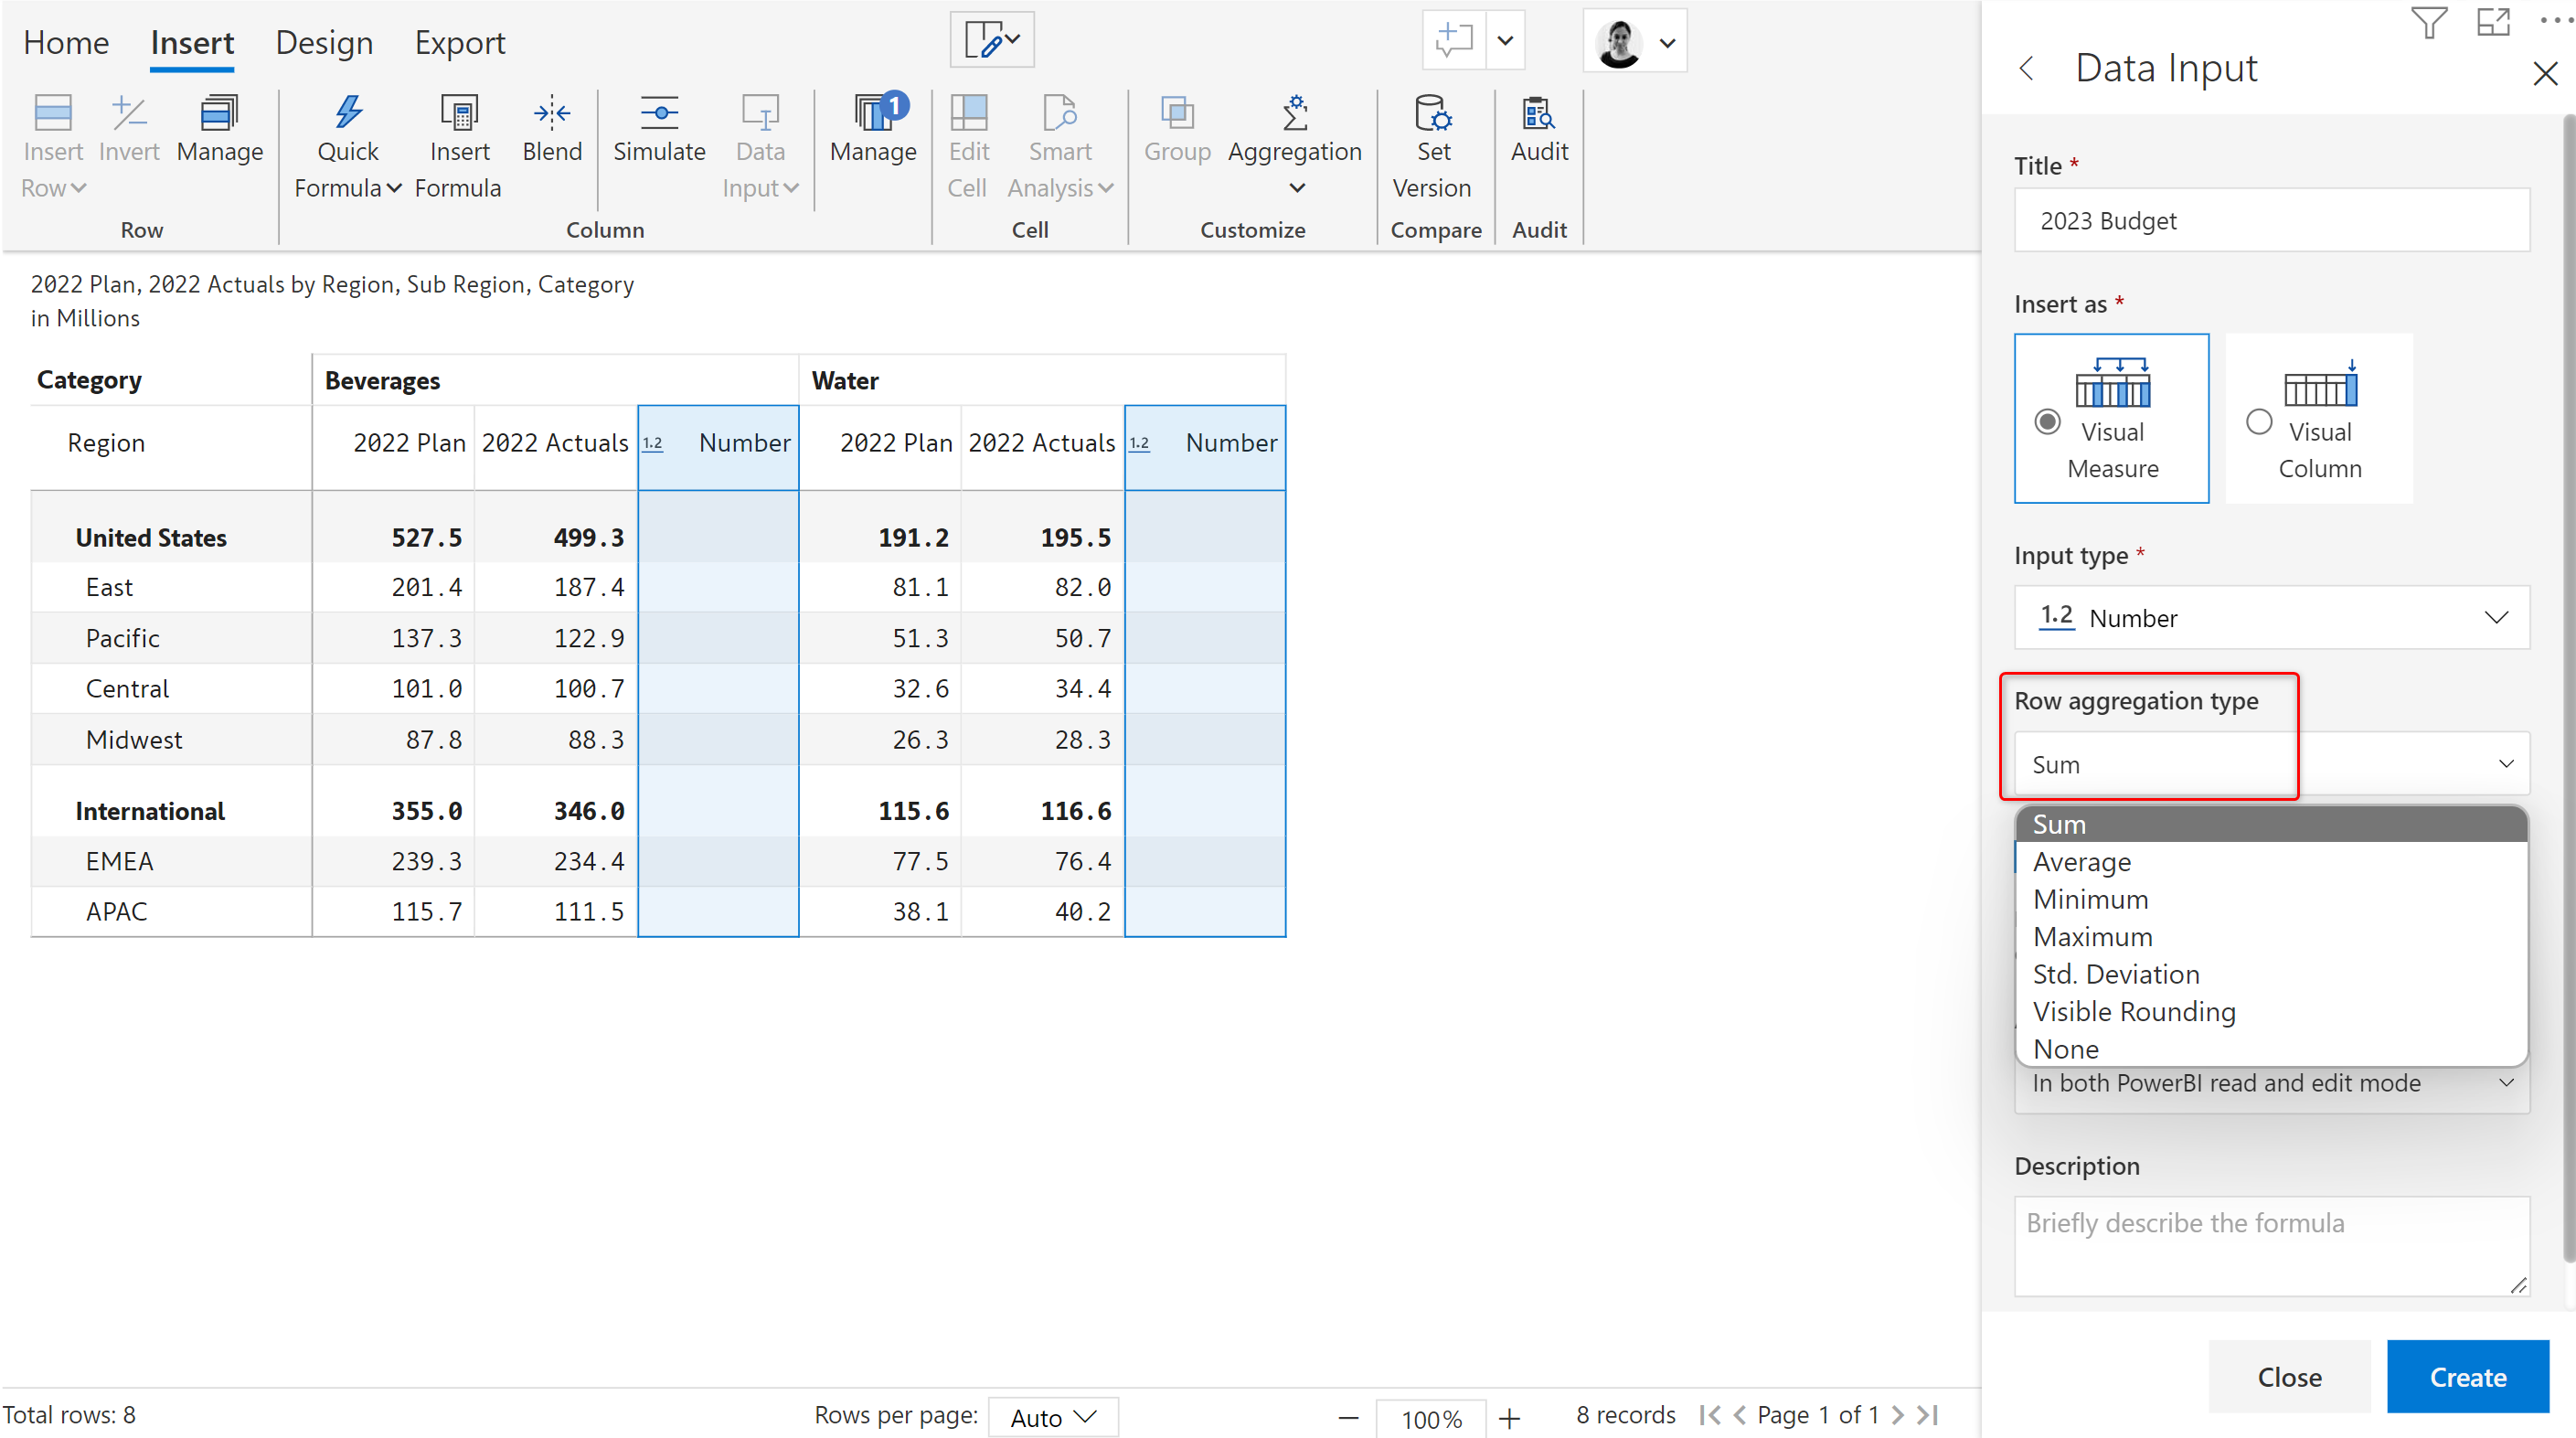 Home Insert Design Export
Insert Row
Invert
Manage
Row
Quick Formula
Insert Formula
Blend
Simulate
Data Input
Manage 1
Column
Edit Cell
Smart Analysis
Cell
Group
Aggregation
Customize
Set Version
Compare
Audit
Audit
2022 Plan, 2022 Actuals by Region, Sub Region, Category
in Millions
Category Beverages Water
Region 2022 Plan 2022 Actuals 1.2 Number 2022 Plan 2022 Actuals 1.2 Number
United States 527.5 499.3 191.2 195.5
East 201.4 187.4 81.1 82.0
Pacific 137.3 122.9 51.3 50.7
Central 101.0 100.7 32.6 34.4
Midwest 87.8 88.3 26.3 28.3
International 355.0 346.0 115.6 116.6
EMEA 239.3 234.4 77.5 76.4
APAC 115.7 111.5 38.1 40.2
Total rows: 8 Rows per page: Auto 100% 8 records Page 1 of 1
Data Input
Title *
2023 Budget
Insert as *
Visual Measure
Visual Column
Input type *
1.2 Number
Row aggregation type
Sum
Sum
Average
Minimum
Maximum
Std. Deviation
Visible Rounding
None
In both PowerBI read and edit mode
Description
Briefly describe the formula
Close Create